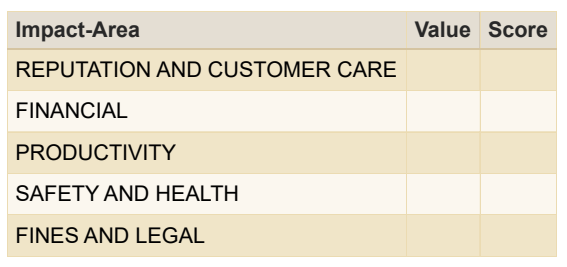 Impact-Area Value Score
REPUTATION AND CUSTOMER CARE
FINANCIAL
PRODUCTIVITY
SAFETY AND HEALTH
FINES AND LEGAL